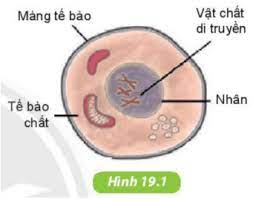 Màng tế bào
Vật chất
di truyền
Tế bào
chất
Nhân
Hình 19.1